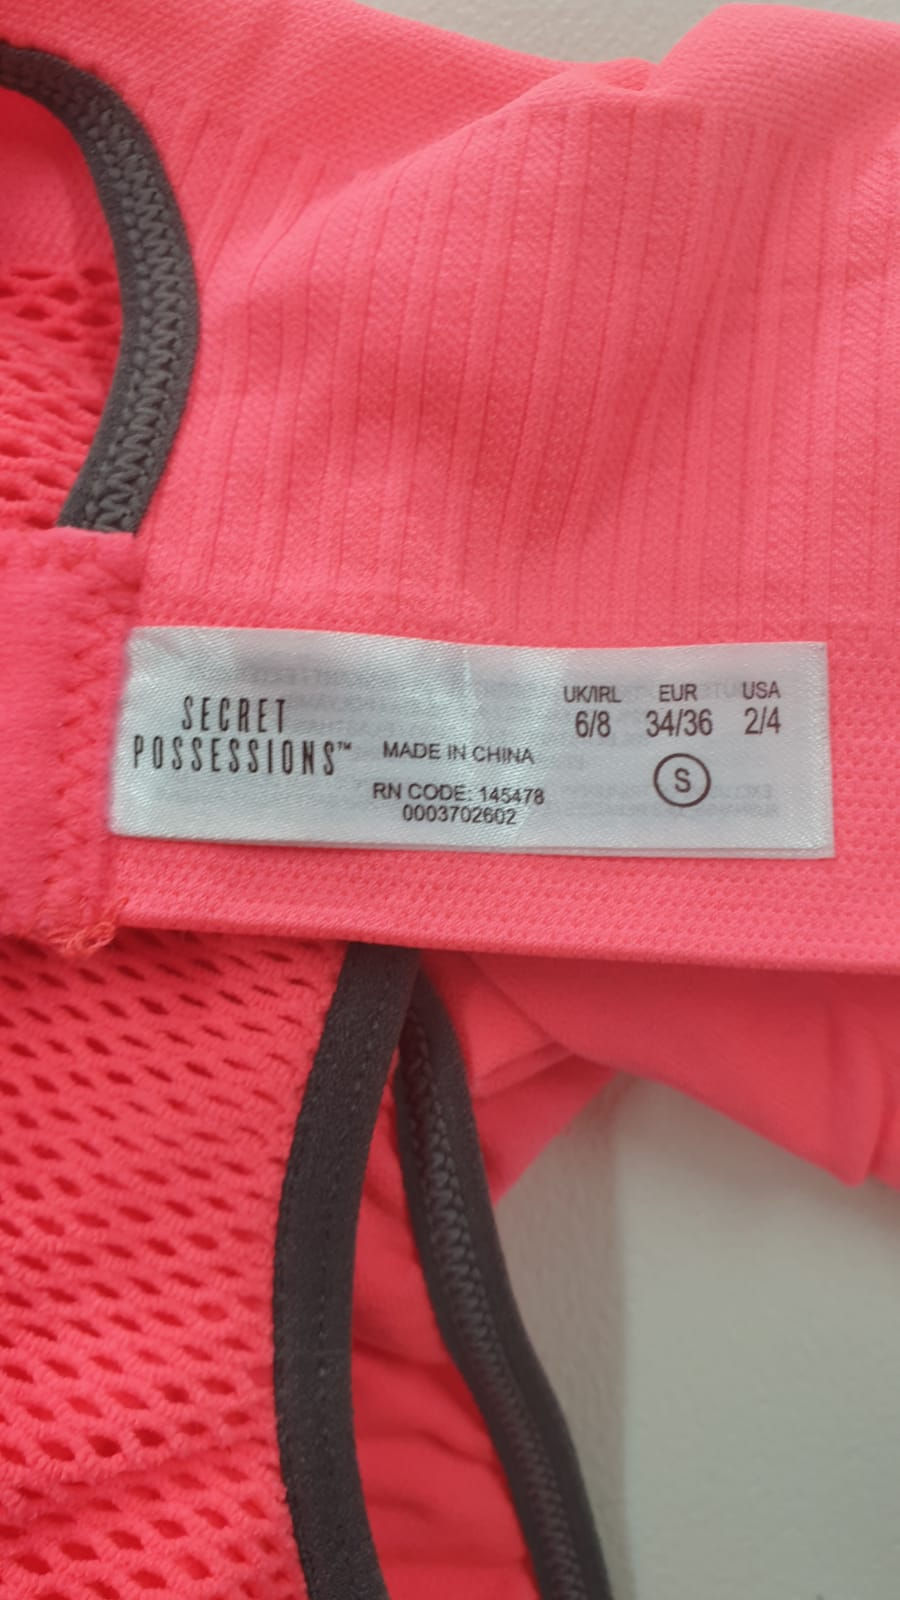 SECRET
POSSESSIONS™
MADE IN CHINA
RN CODE: 145478
0003702602
UK/IRL EUR USA
6/8 34/36 2/4
S